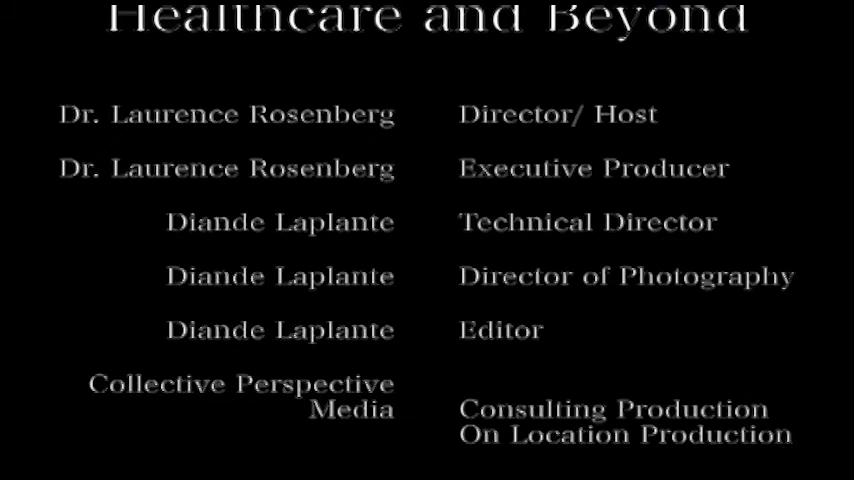 Healthcare and Beyond
Dr. Laurence Rosenberg Director/ Host
Dr. Laurence Rosenberg Executive Producer
Diande Laplante Technical Director
Diande Laplante Director of Photography
Diande Laplante Editor
Collective Perspective
Media Consulting Production
On Location Production